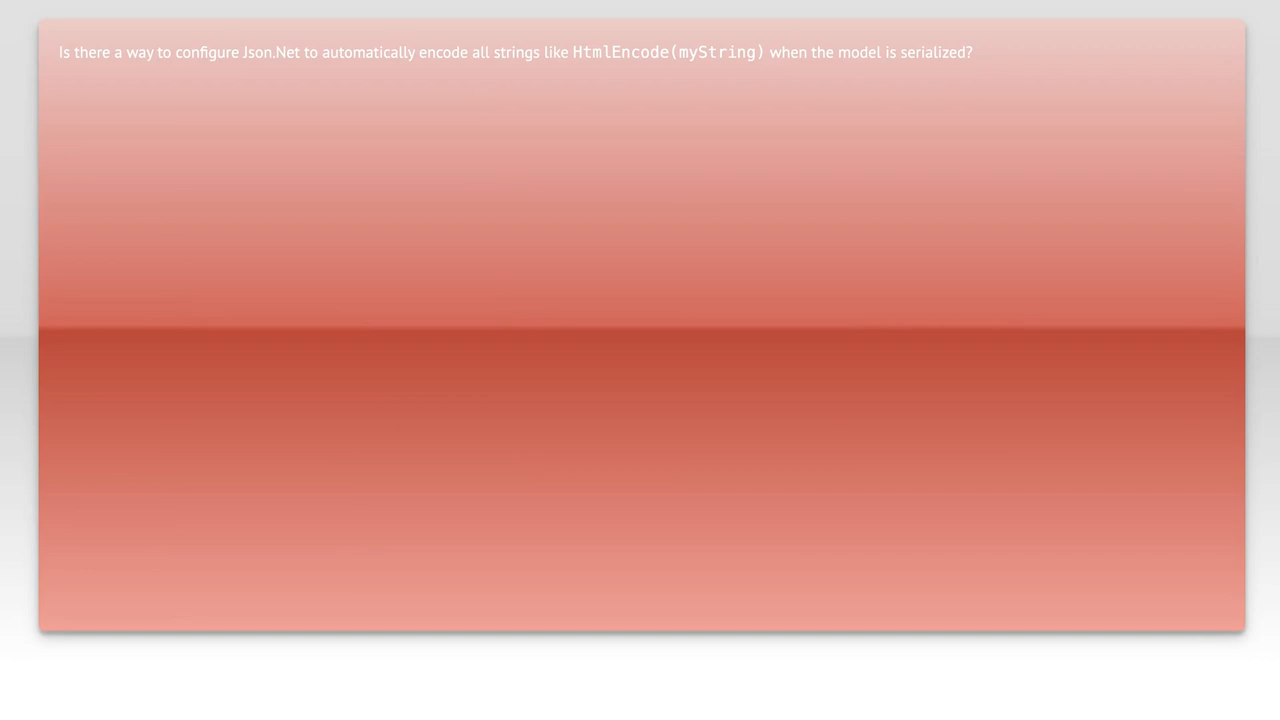 Is there a way to configure Json.Net to automatically encode all strings like HtmlEncode(myString) when the model is serialized?